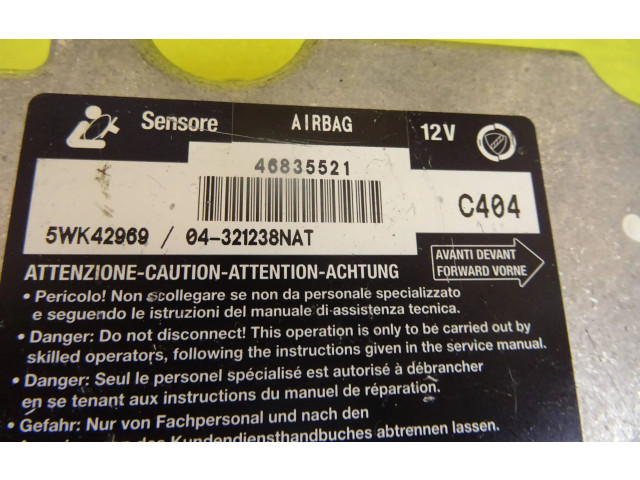 Sensore AIRBAG 12V
46835521
C404
5WK42969 / 04-321238NAT
ATTENZIONE-CAUTION-ATTENTION-ACHTUNG
AVANTI DEVANT
FORWARD VORNE
• Pericolo! Non scollegare se non da personale specializzato
e seguendo le istruzioni del manuale di assistenza tecnica.
• Danger: Do not disconnect! This operation is only to be carried out by
skilled operators, following the instructions given in the service manual.
• Danger: Seul le personel spécialisé est autorisé à débrancher
en se tenant aux instructions du manuel de réparation.
• Gefahr: Nur von Fachpersonal und nach den
des Kundendiensthandbuches abtrennen lassen.